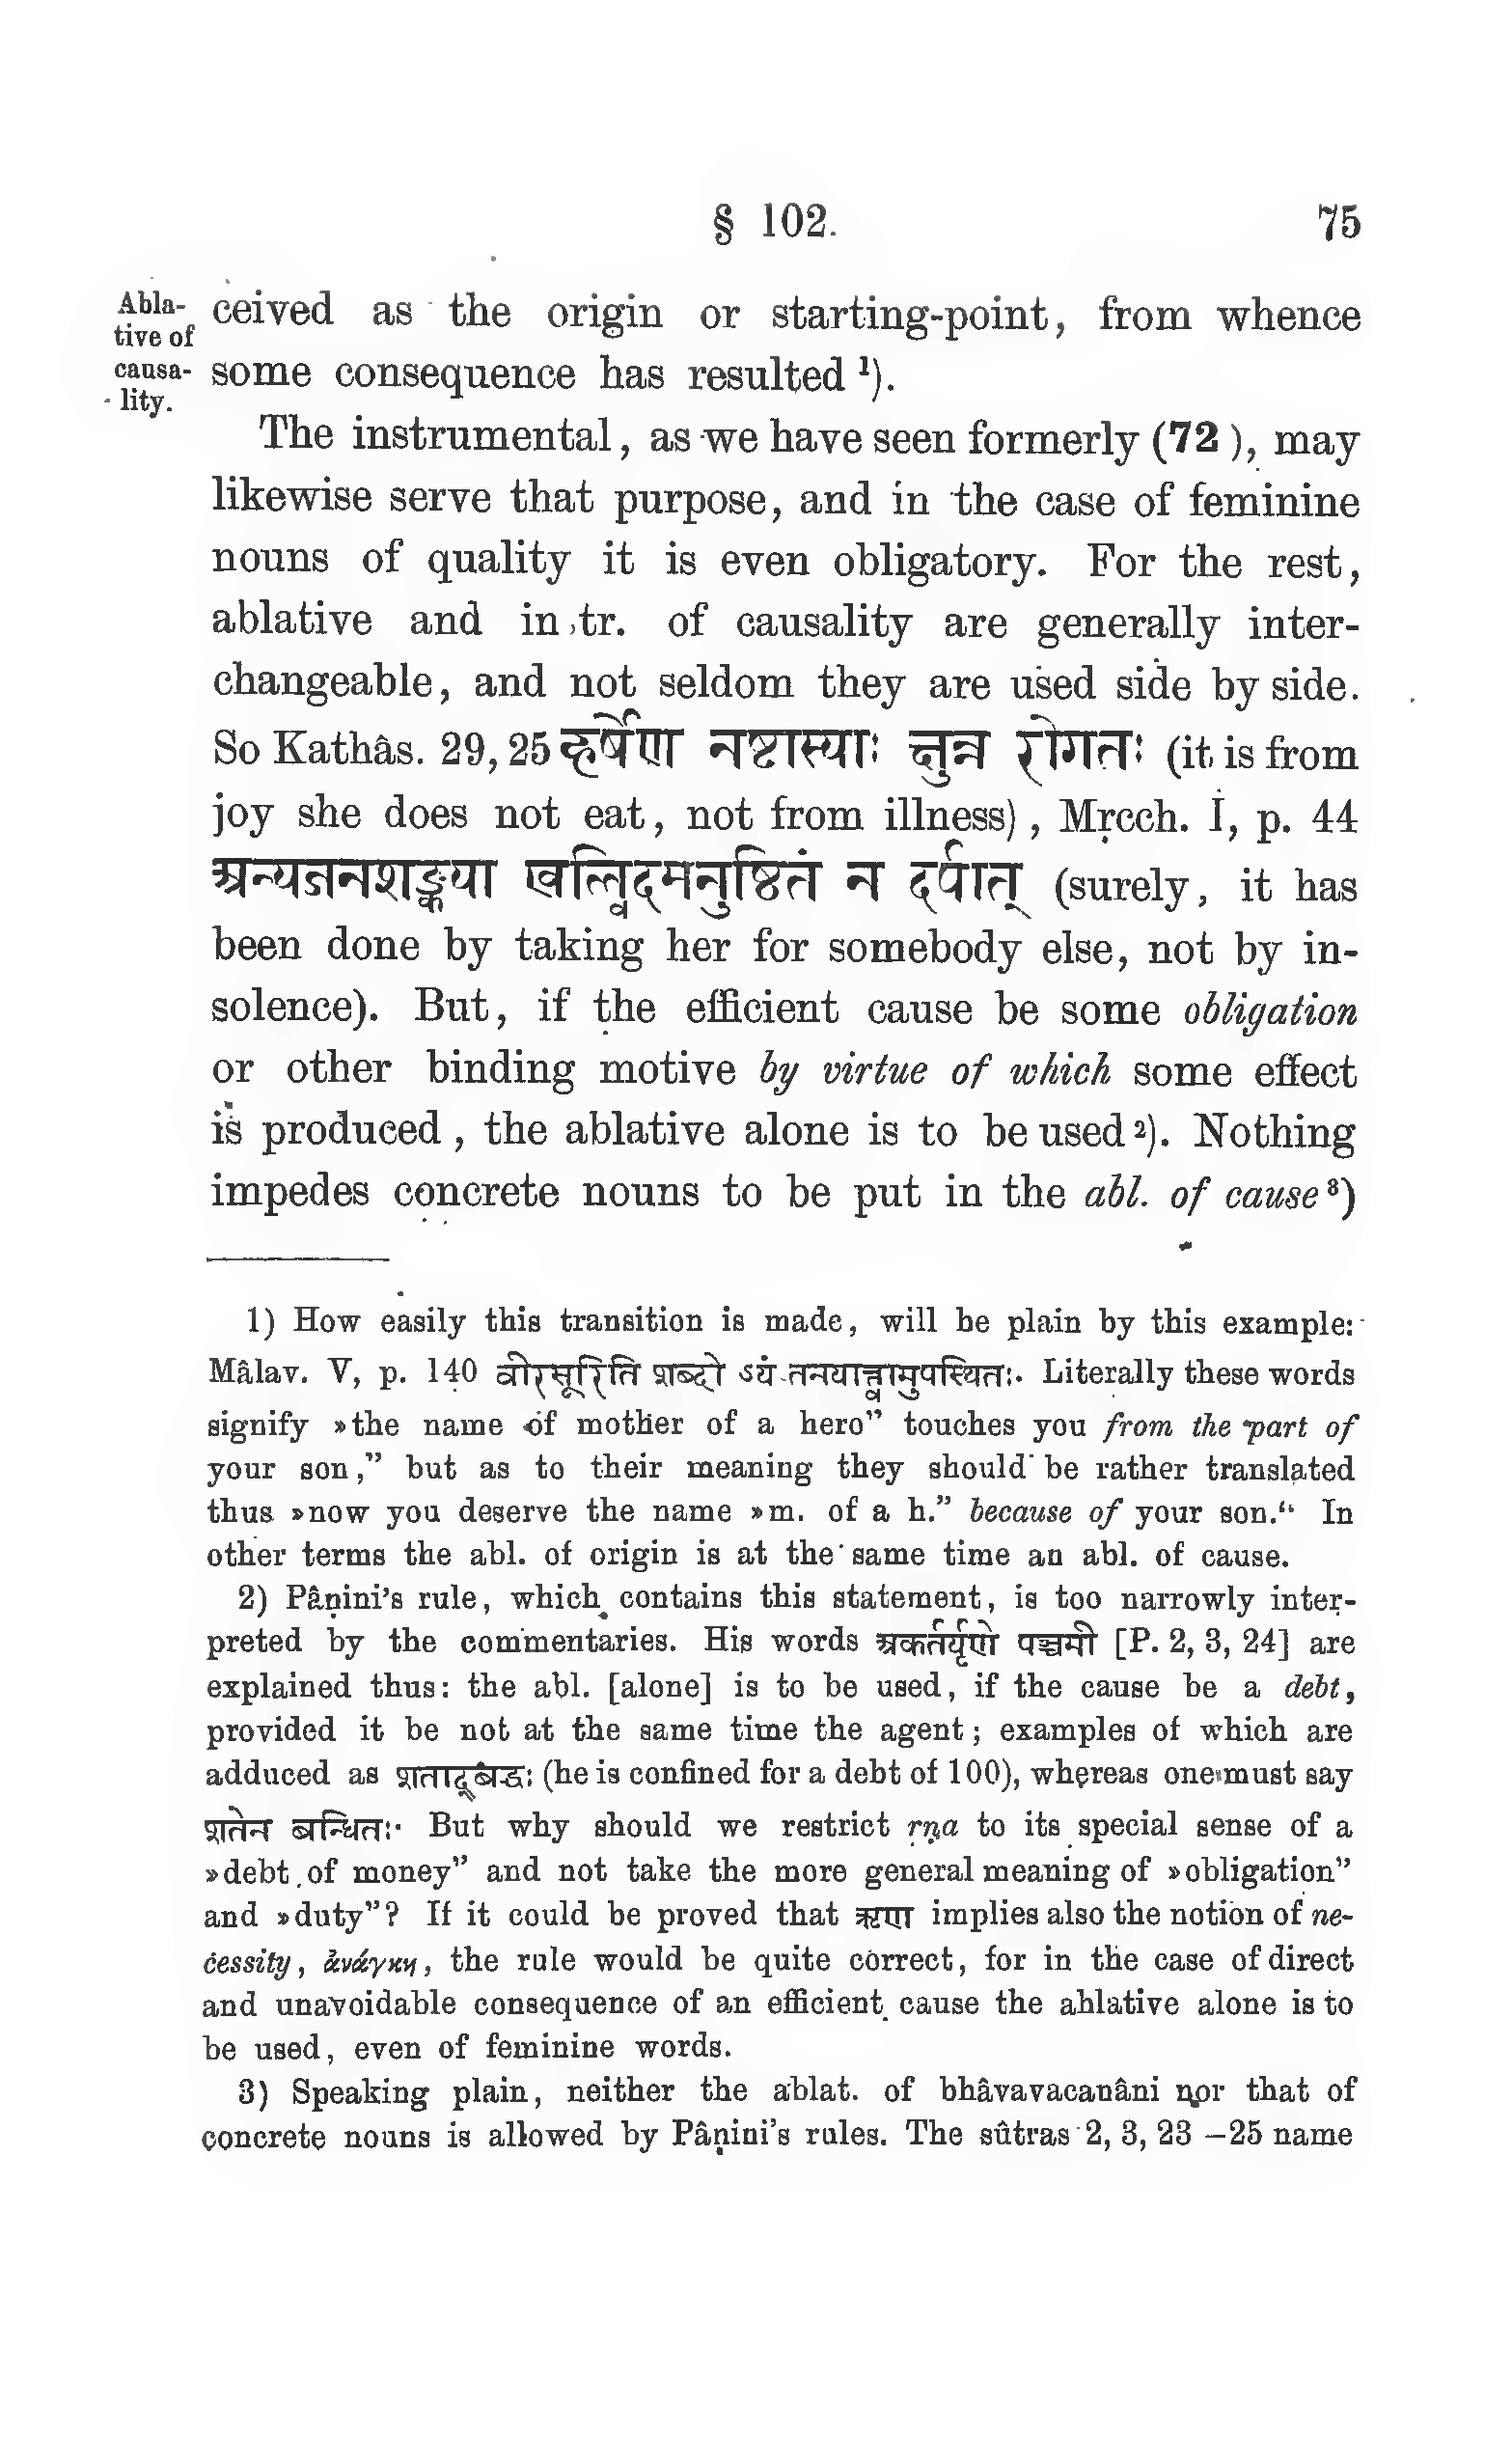 § 102.
75
Abla-
tive of
causa-
lity.
ceived as the origin or starting-point, from whence
some consequence has resulted ¹).
The instrumental, as we have seen formerly (72), may
likewise serve that purpose, and in the case of feminine
nouns of quality it is even obligatory. For the rest,
ablative and in,tr. of causality are generally inter-
changeable, and not seldom they are used side by side.
So Kathâs. 29, 25 हर्षेण नष्टास्याः क्षुन्न रोगतः (it is from
joy she does not eat, not from illness), Mṛcch. I, p. 44
अन्यजनशङ्कया खल्विदमनुष्ठितं न दर्पात् (surely, it has
been done by taking her for somebody else, not by in-
solence). But, if the efficient cause be some obligation
or other binding motive by virtue of which some effect
is produced, the ablative alone is to be used ²). Nothing
impedes concrete nouns to be put in the abl. of cause ³)
1) How easily this transition is made, will be plain by this example:
Mâlav. V, p. 140 वीरसूरिति शब्दो ऽयं तनयात्त्वामुपस्थितः. Literally these words
signify »the name of mother of a hero” touches you from the part of
your son,” but as to their meaning they should be rather translated
thus »now you deserve the name »m. of a h.” because of your son.“ In
other terms the abl. of origin is at the same time an abl. of cause.
2) Pâṇini’s rule, which contains this statement, is too narrowly inter-
preted by the commentaries. His words अकर्तर्यृणे पञ्चमी [P. 2, 3, 24] are
explained thus: the abl. [alone] is to be used, if the cause be a debt,
provided it be not at the same time the agent; examples of which are
adduced as शताद्बद्धः (he is confined for a debt of 100), whereas one must say
शतेन बन्धितः. But why should we restrict ṛṇa to its special sense of a
»debt of money” and not take the more general meaning of »obligation”
and »duty”? If it could be proved that ऋण implies also the notion of ne-
cessity, ἀνάγκη, the rule would be quite correct, for in the case of direct
and unavoidable consequence of an efficient cause the ablative alone is to
be used, even of feminine words.
3) Speaking plain, neither the ablat. of bhâvavacanâni nor that of
concrete nouns is allowed by Pâṇini’s rules. The sûtras 2, 3, 23 –25 name